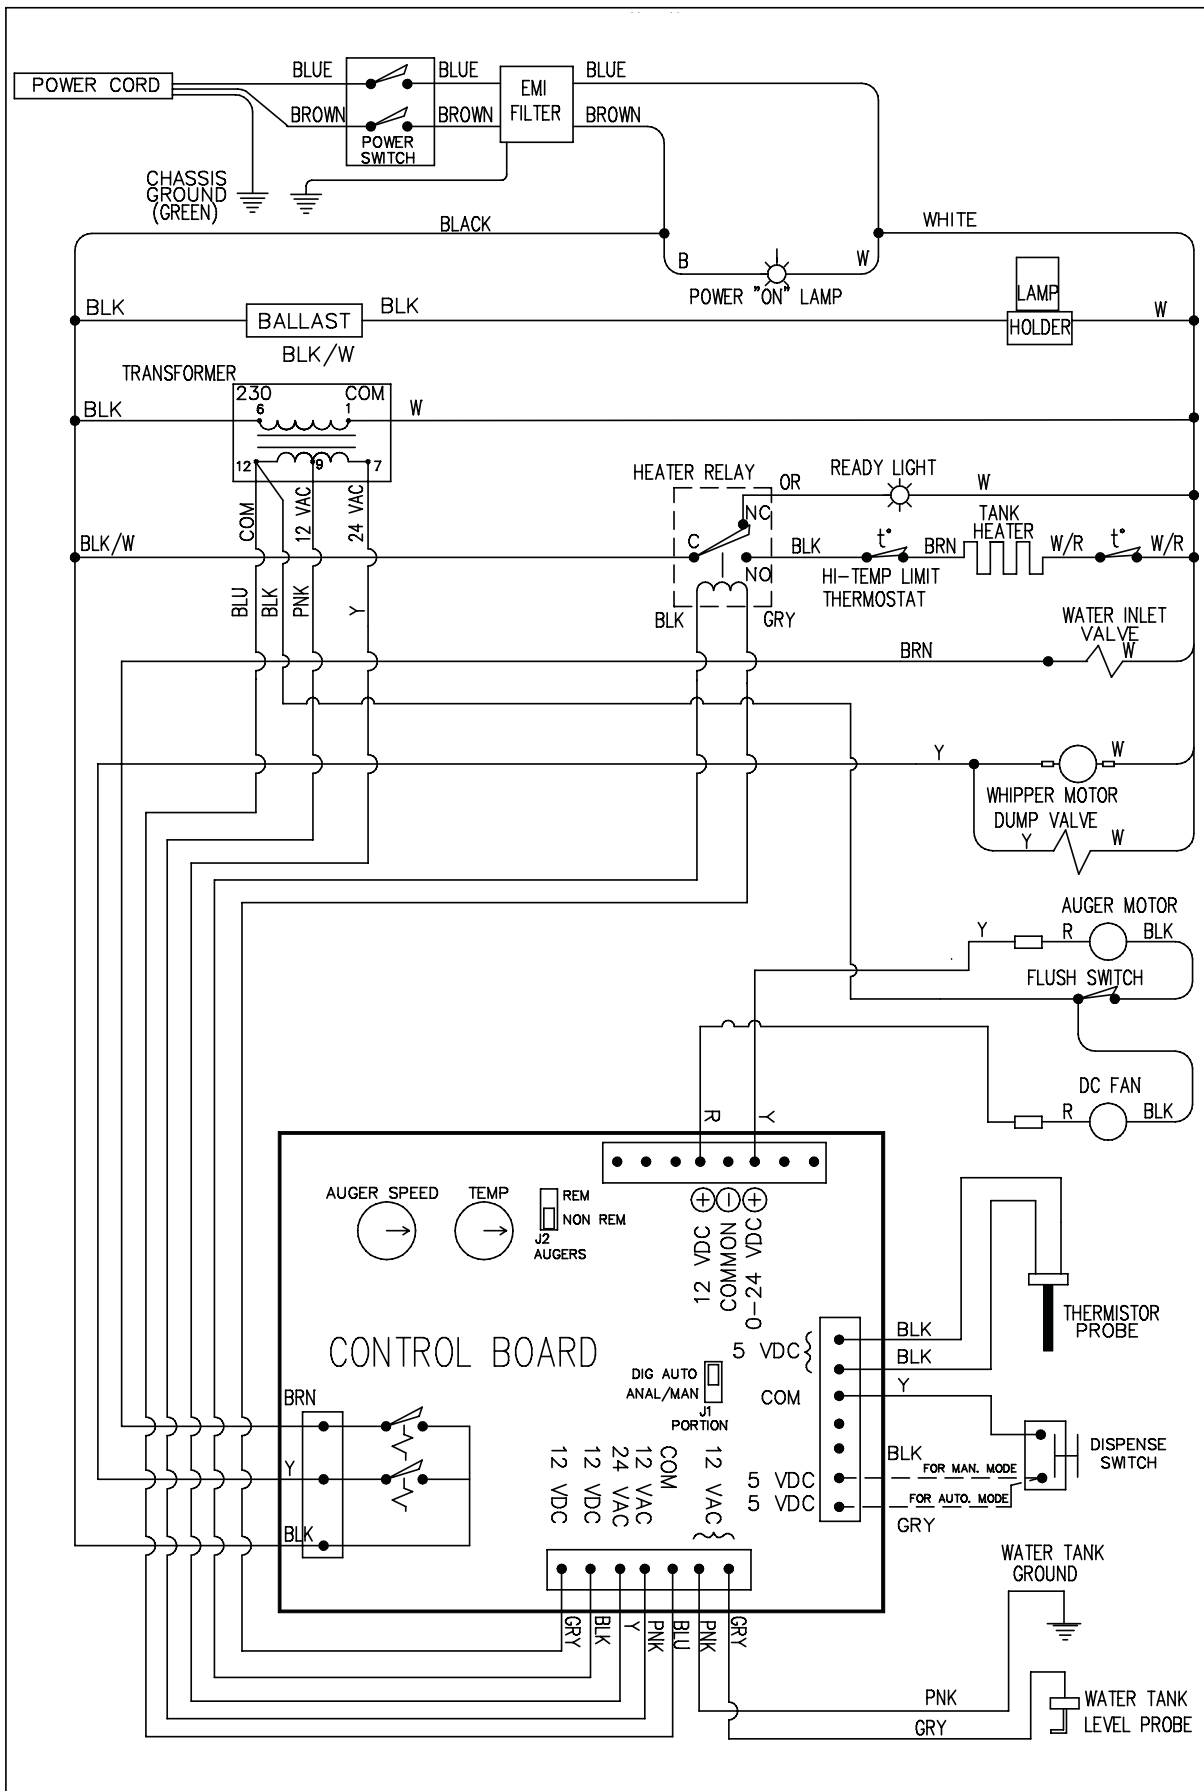 BLUE
BLUE
BLUE
POWER CORD
EMI
FILTER
BROWN
BROWN
BROWN
POWER
SWITCH
CHASSIS
GROUND
(GREEN)
BLACK
WHITE
B
W
POWER "ON" LAMP
LAMP
HOLDER
BLK
BALLAST
BLK
W
BLK/W
TRANSFORMER
230
COM
6
1
BLK
W
12
9
7
COM
12 VAC
24 VAC
HEATER RELAY
READY LIGHT
OR
W
NC
C
NO
TANK
HEATER
BLK/W
BLK
t°
BRN
W/R
t°
W/R
HI-TEMP LIMIT
THERMOSTAT
BLU
BLK
PNK
Y
BLK
GRY
WATER INLET
VALVE
BRN
W
Y
W
WHIPPER MOTOR
DUMP VALVE
Y
W
AUGER MOTOR
Y
R
BLK
FLUSH SWITCH
DC FAN
R
BLK
R
Y
AUGER SPEED
TEMP
REM
NON REM
J2
AUGERS
+
−
+
12 VDC
COMMON
0-24 VDC
THERMISTOR
PROBE
CONTROL BOARD
5 VDC
BLK
BLK
DIG AUTO
ANAL/MAN
J1
PORTION
COM
Y
BRN
Y
BLK
12 VDC
12 VDC
24 VAC
12 VAC
COM
12 VAC
BLK
5 VDC
FOR MAN. MODE
5 VDC
FOR AUTO. MODE
GRY
DISPENSE
SWITCH
WATER TANK
GROUND
GRY
BLK
Y
PNK
BLU
PNK
GRY
PNK
GRY
WATER TANK
LEVEL PROBE